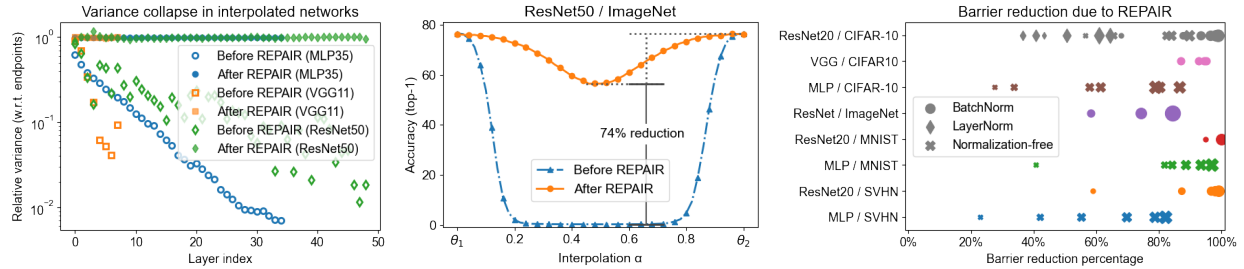 Variance collapse in interpolated networks
Relative variance (w.r.t. endpoints)
10⁰
10⁻¹
10⁻²
Before REPAIR (MLP35)
After REPAIR (MLP35)
Before REPAIR (VGG11)
After REPAIR (VGG11)
Before REPAIR (ResNet50)
After REPAIR (ResNet50)
0 10 20 30 40 50
Layer index
ResNet50 / ImageNet
Accuracy (top-1)
80
60
40
20
0
74% reduction
Before REPAIR
After REPAIR
θ₁ 0.2 0.4 0.6 0.8 θ₂
Interpolation α
Barrier reduction due to REPAIR
ResNet20 / CIFAR-10
VGG / CIFAR10
MLP / CIFAR-10
ResNet / ImageNet
ResNet20 / MNIST
MLP / MNIST
ResNet20 / SVHN
MLP / SVHN
BatchNorm
LayerNorm
Normalization-free
0% 20% 40% 60% 80% 100%
Barrier reduction percentage